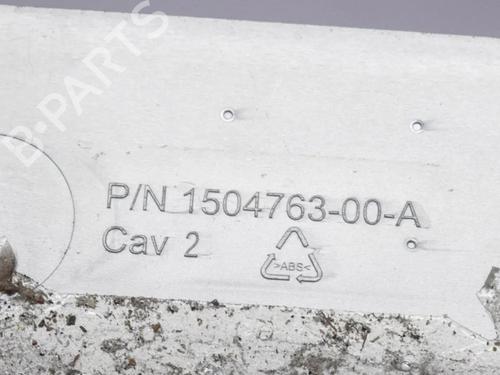 B-PARTS
P/N 1504763-00-A
Cav 2
>ABS<